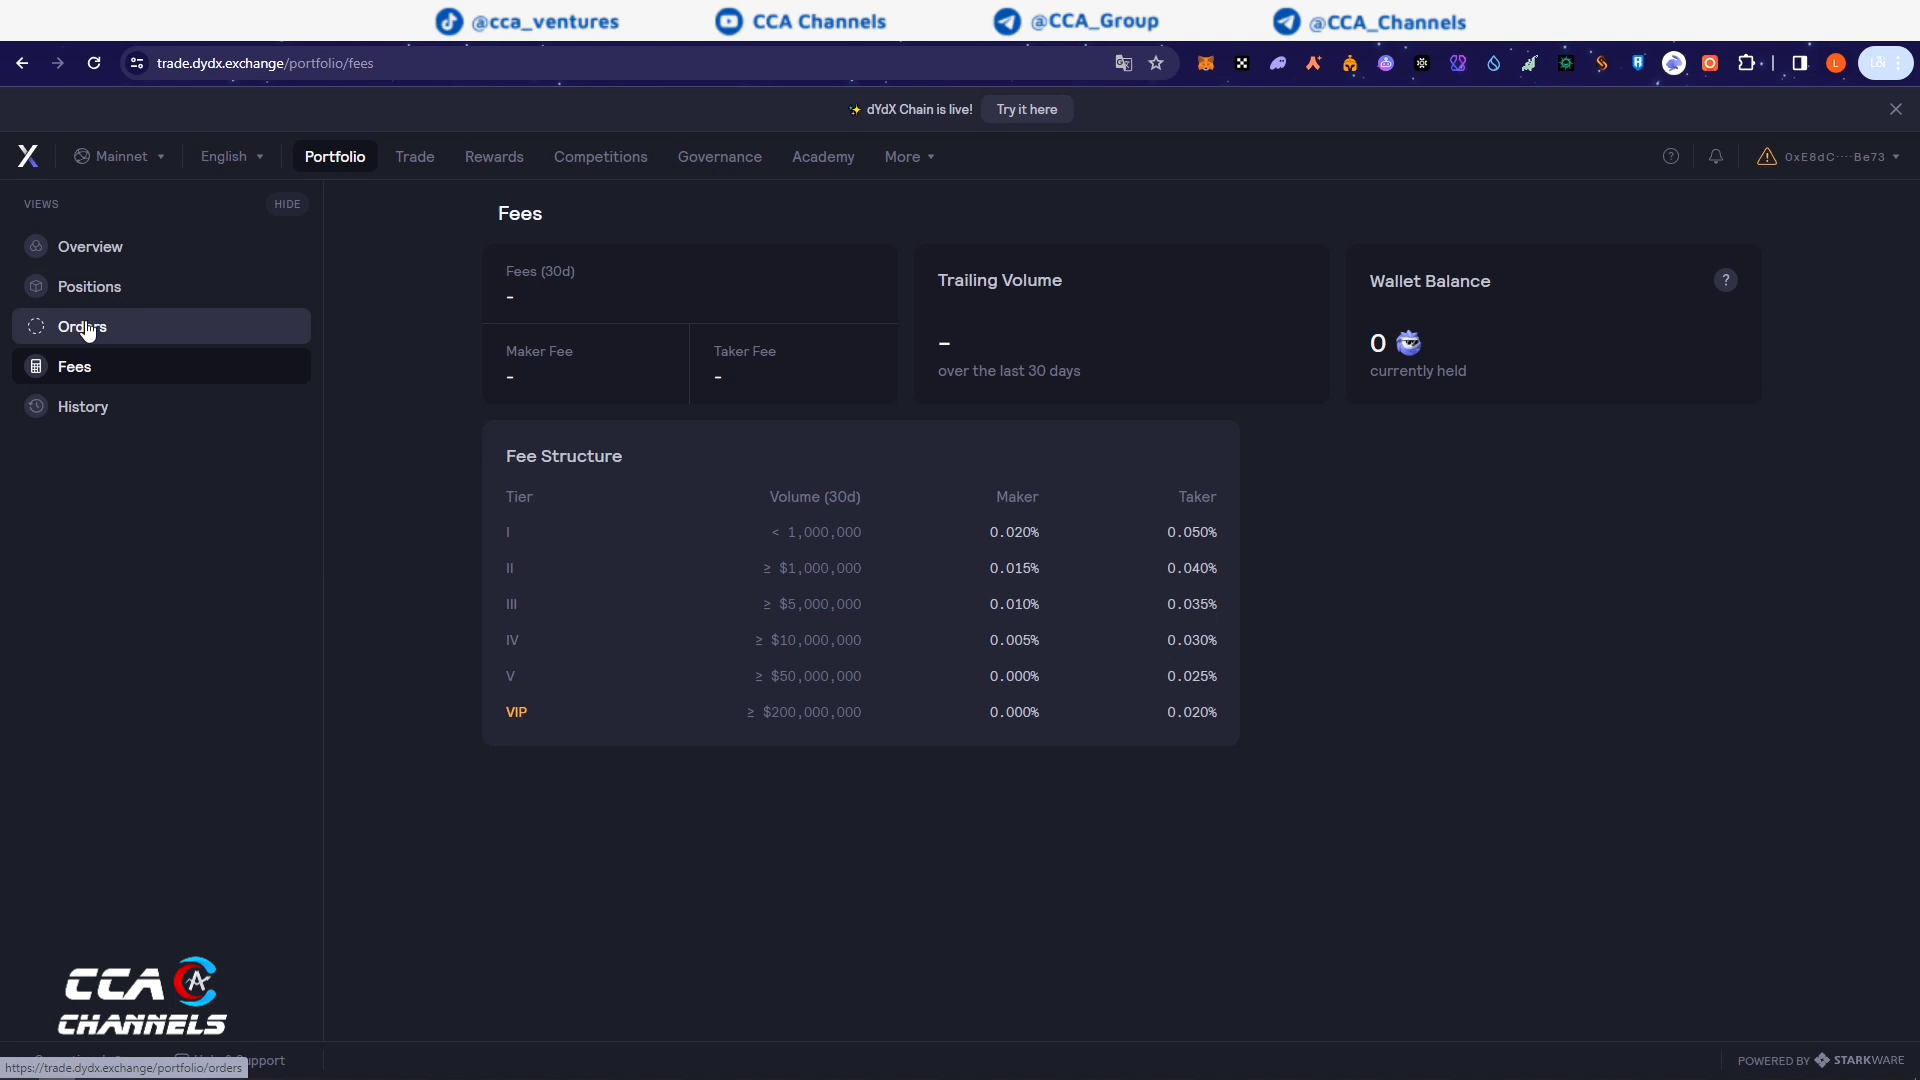 @cca_ventures CCA Channels @CCA_Group @CCA_Channels
trade.dydx.exchange/portfolio/fees
L
Lỗi
dYdX Chain is live! Try it here
Mainnet English Portfolio Trade Rewards Competitions Governance Academy More 0xE8dC····Be73
VIEWS HIDE
Overview
Positions
Orders
Fees
History
Fees
Fees (30d)
-
Maker Fee Taker Fee
- -
Trailing Volume
-
over the last 30 days
Wallet Balance ?
0
currently held
Fee Structure
Tier Volume (30d) Maker Taker
I < 1,000,000 0.020% 0.050%
II ≥ $1,000,000 0.015% 0.040%
III ≥ $5,000,000 0.010% 0.035%
IV ≥ $10,000,000 0.005% 0.030%
V ≥ $50,000,000 0.000% 0.025%
VIP ≥ $200,000,000 0.000% 0.020%
CCA
CHANNELS
Support
https://trade.dydx.exchange/portfolio/orders
POWERED BY STARKWARE